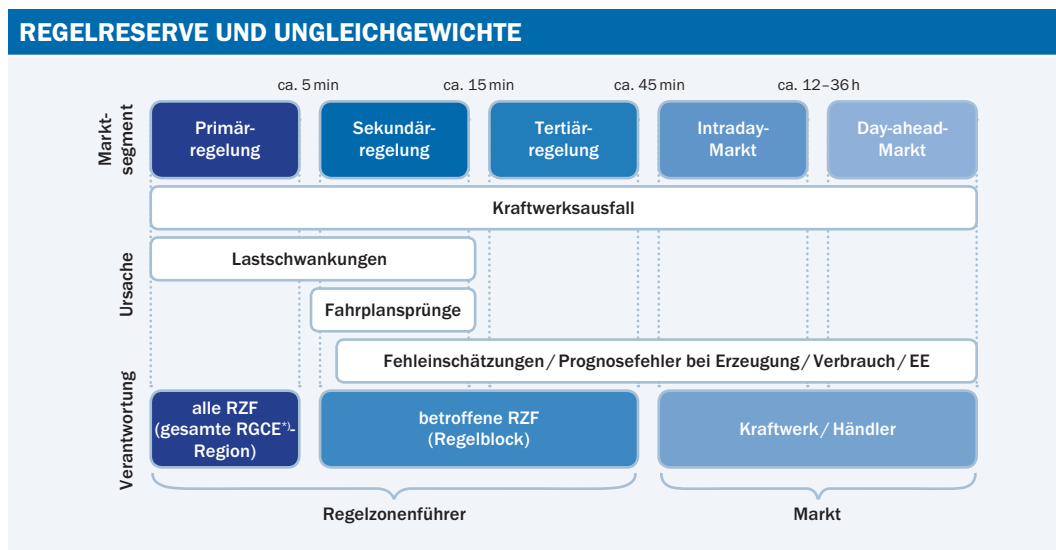 REGELRESERVE UND UNGLEICHGEWICHTE
ca. 5 min
ca. 15 min
ca. 45 min
ca. 12–36 h
Markt-
segment
Primär-
regelung
Sekundär-
regelung
Tertiär-
regelung
Intraday-
Markt
Day-ahead-
Markt
Ursache
Kraftwerksausfall
Lastschwankungen
Fahrplansprünge
Fehleinschätzungen / Prognosefehler bei Erzeugung / Verbrauch / EE
Verantwortung
alle RZF
(gesamte RGCE*)-
Region)
betroffene RZF
(Regelblock)
Kraftwerk / Händler
Regelzonenführer
Markt